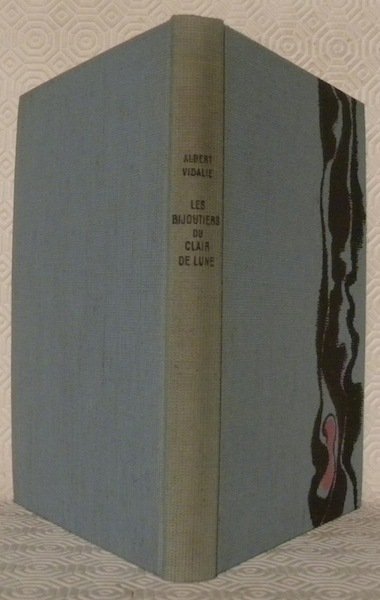 ALBERT
VIDALIE
LES
BIJOUTIERS
DU
CLAIR
DE LUNE